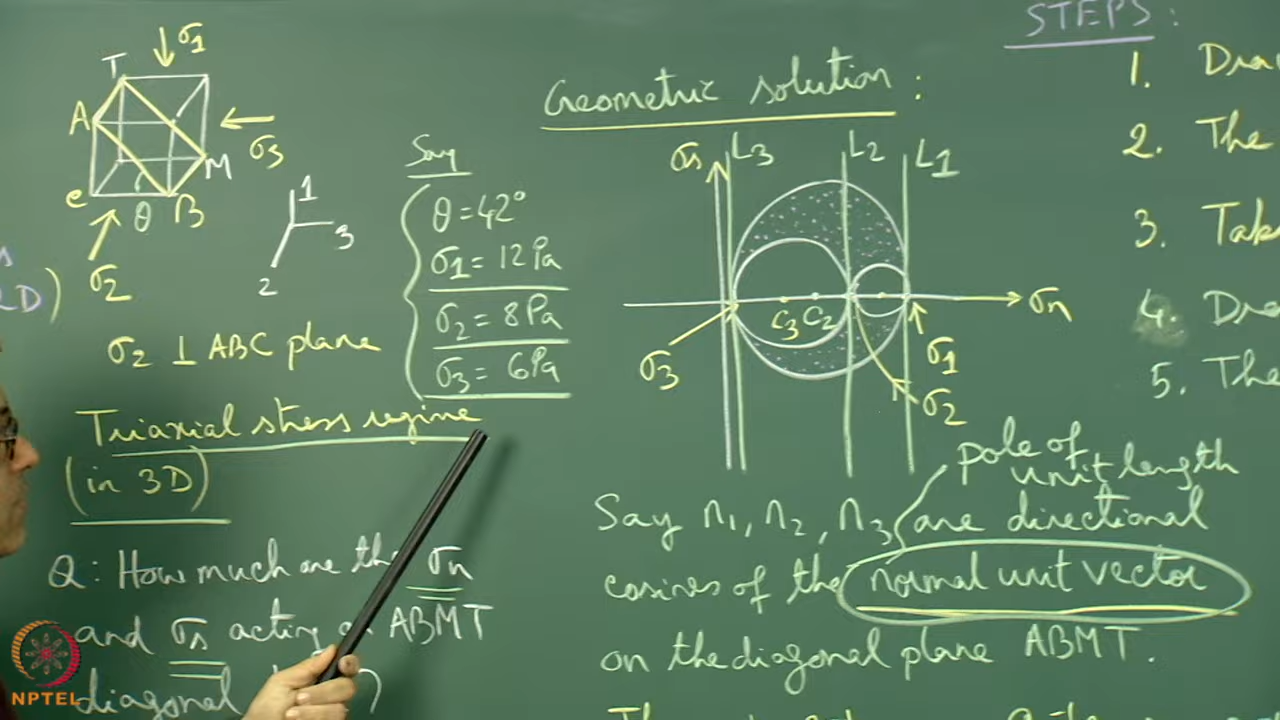 T
σ1
A
σ3
M
e
θ
B
σ2
1
3
2
2D)
σ2 ⊥ ABC plane
Triaxial stress regime
(in 3D)
Q: How much are the σn
and σs acting on ABMT
diagonal
Say
θ = 42°
σ1 = 12 Pa
σ2 = 8 Pa
σ3 = 6 Pa
Geometric solution:
σs
L3
L2
L1
C3
C2
σn
σ3
σ1
σ2
pole of
unit length
Say n1, n2, n3 are directional
cosines of the normal unit vector
on the diagonal plane ABMT.
STEPS:
1.
2. The
3.
4.
5.
NPTEL